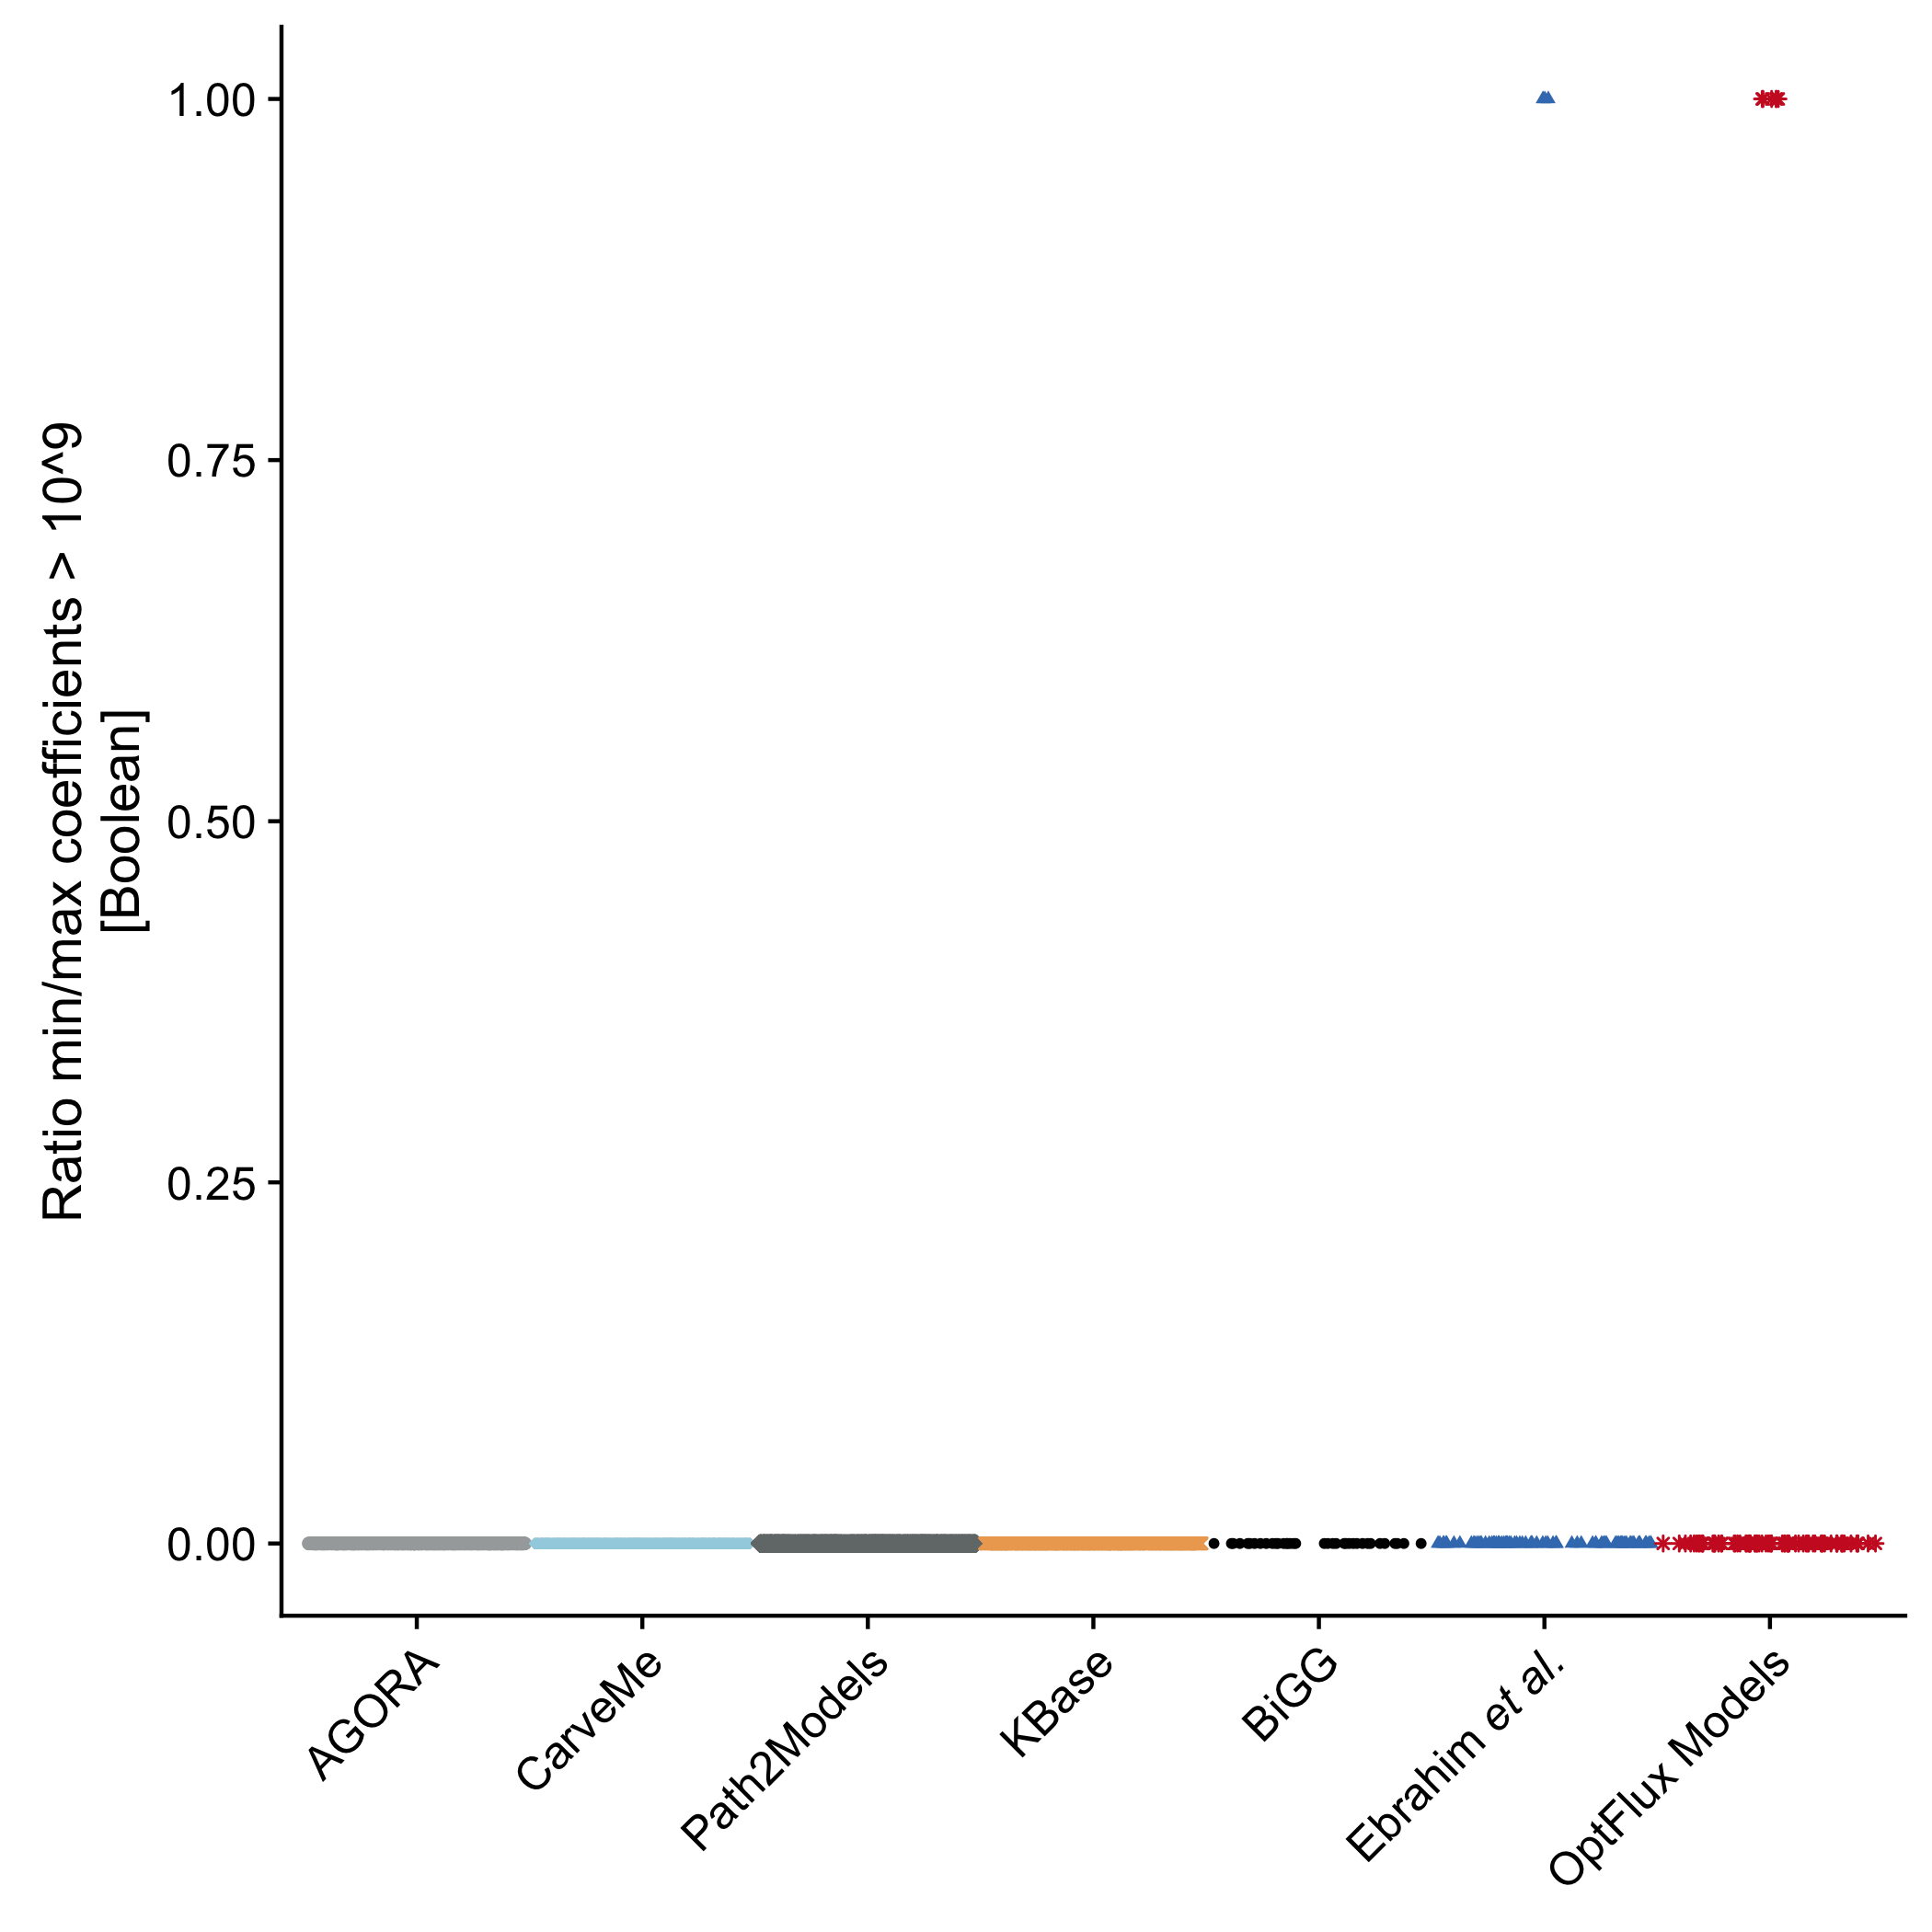 Ratio min/max coefficients > 10^9
[Boolean]
1.00
0.75
0.50
0.25
0.00
AGORA
CarveMe
Path2Models
KBase
BiGG
Ebrahim et al.
OptFlux Models